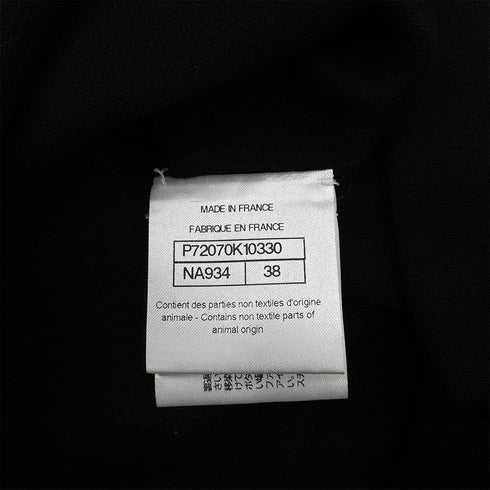 MADE IN FRANCE
FABRIQUE EN FRANCE
P72070K10330
NA934 38
Contient des parties non textiles d'origine
animale - Contains non textile parts of
animal origin